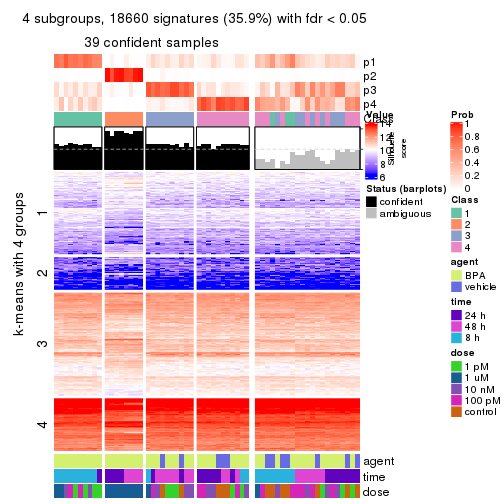 4 subgroups, 18660 signatures (35.9%) with fdr < 0.05
39 confident samples
p1
p2
p3
p4
Class
Silhouette
score
k-means with 4 groups
1
2
3
4
agent
time
dose
Value
14
12
10
8
6
Status (barplots)
confident
ambiguous
Prob
1
0.8
0.6
0.4
0.2
0
Class
1
2
3
4
agent
BPA
vehicle
time
24 h
48 h
8 h
dose
1 pM
1 uM
10 nM
100 pM
control